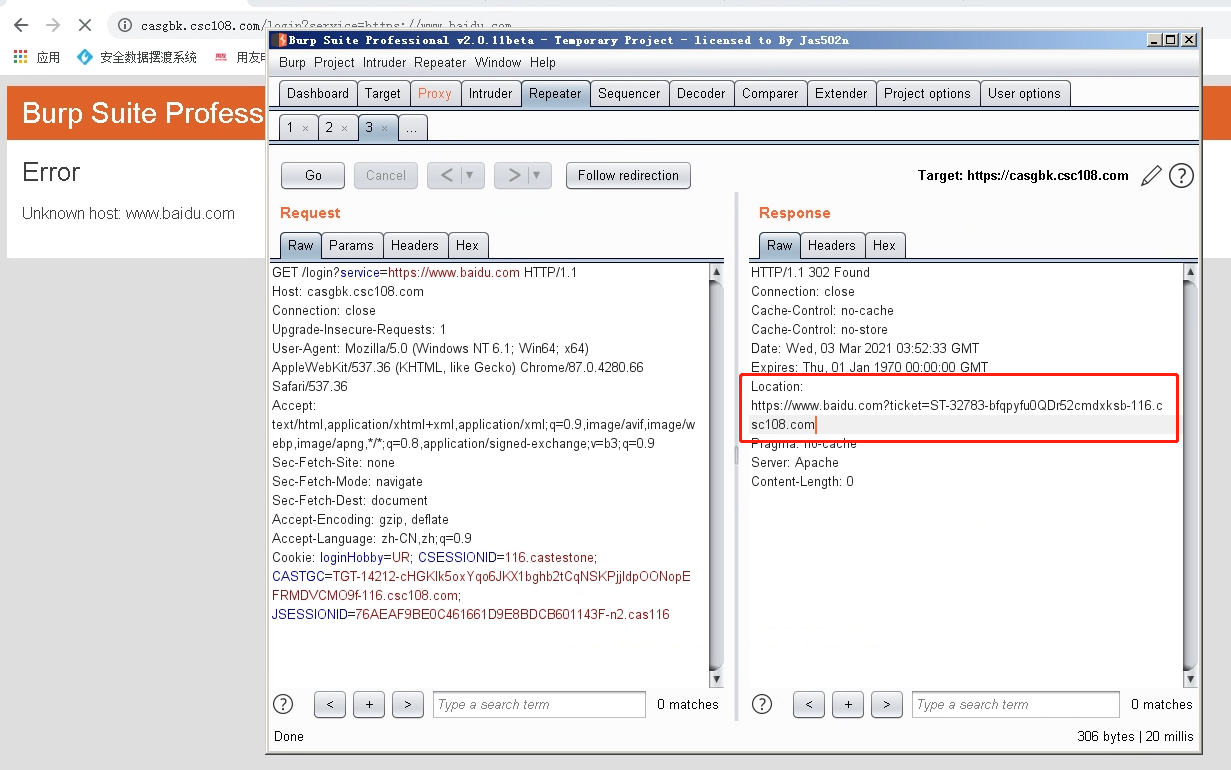 casgbk.csc108.com/login?service=https://www.baidu.com
应用 安全数据摆渡系统
Burp Suite Profess
Error
Unknown host: www.baidu.com
Burp Suite Professional v2.0.11beta - Temporary Project - licensed to By Jas502n
Burp Project Intruder Repeater Window Help
Dashboard Target Proxy Intruder Repeater Sequencer Decoder Comparer Extender Project options User options
1 × 2 × 3 × ...
Go Cancel < > Follow redirection Target: https://casgbk.csc108.com ?
Request
Raw Params Headers Hex
GET /login?service=https://www.baidu.com HTTP/1.1
Host: casgbk.csc108.com
Connection: close
Upgrade-Insecure-Requests: 1
User-Agent: Mozilla/5.0 (Windows NT 6.1; Win64; x64)
AppleWebKit/537.36 (KHTML, like Gecko) Chrome/87.0.4280.66
Safari/537.36
Accept:
text/html,application/xhtml+xml,application/xml;q=0.9,image/avif,image/w
ebp,image/apng,*/*;q=0.8,application/signed-exchange;v=b3;q=0.9
Sec-Fetch-Site: none
Sec-Fetch-Mode: navigate
Sec-Fetch-Dest: document
Accept-Encoding: gzip, deflate
Accept-Language: zh-CN,zh;q=0.9
Cookie: loginHobby=UR; CSESSIONID=116.castestone;
CASTGC=TGT-14212-cHGKlk5oxYqo6JKX1bghb2tCqNSKPjjldpOONopE
FRMDVCMO9f-116.csc108.com;
JSESSIONID=76AEAF9BE0C461661D9E8BDCB601143F-n2.cas116
? < + > Type a search term 0 matches
Response
Raw Headers Hex
HTTP/1.1 302 Found
Connection: close
Cache-Control: no-cache
Cache-Control: no-store
Date: Wed, 03 Mar 2021 03:52:33 GMT
Expires: Thu, 01 Jan 1970 00:00:00 GMT
Location:
https://www.baidu.com?ticket=ST-32783-bfqpyfu0QDr52cmdxksb-116.c
sc108.com
Pragma: no-cache
Server: Apache
Content-Length: 0
? < + > Type a search term 0 matches
Done 306 bytes | 20 millis